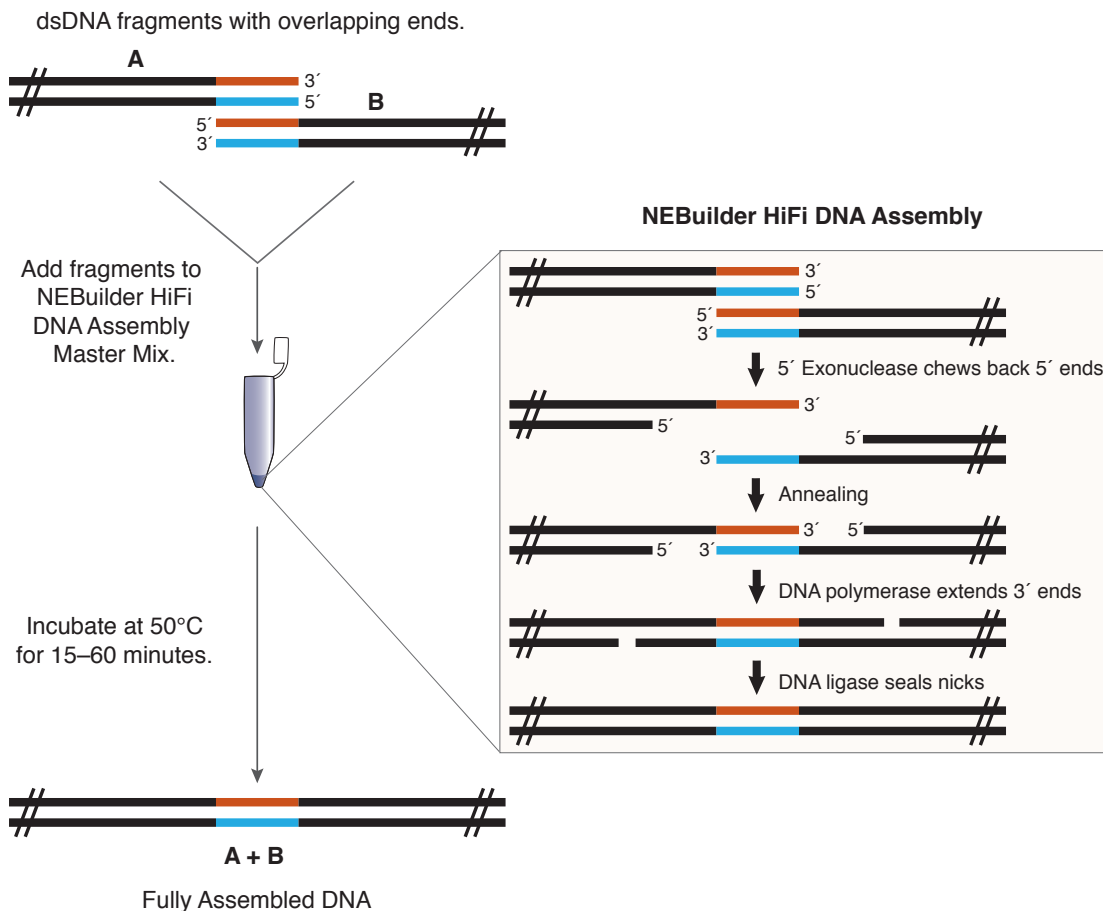 dsDNA fragments with overlapping ends.
A
3´
5´
B
5´
3´
Add fragments to
NEBuilder HiFi
DNA Assembly
Master Mix.
Incubate at 50°C
for 15–60 minutes.
A + B
Fully Assembled DNA
NEBuilder HiFi DNA Assembly
3´
5´
5´
3´
5´ Exonuclease chews back 5´ ends
3´
5´
5´
3´
Annealing
3´ 5´
5´ 3´
DNA polymerase extends 3´ ends
DNA ligase seals nicks